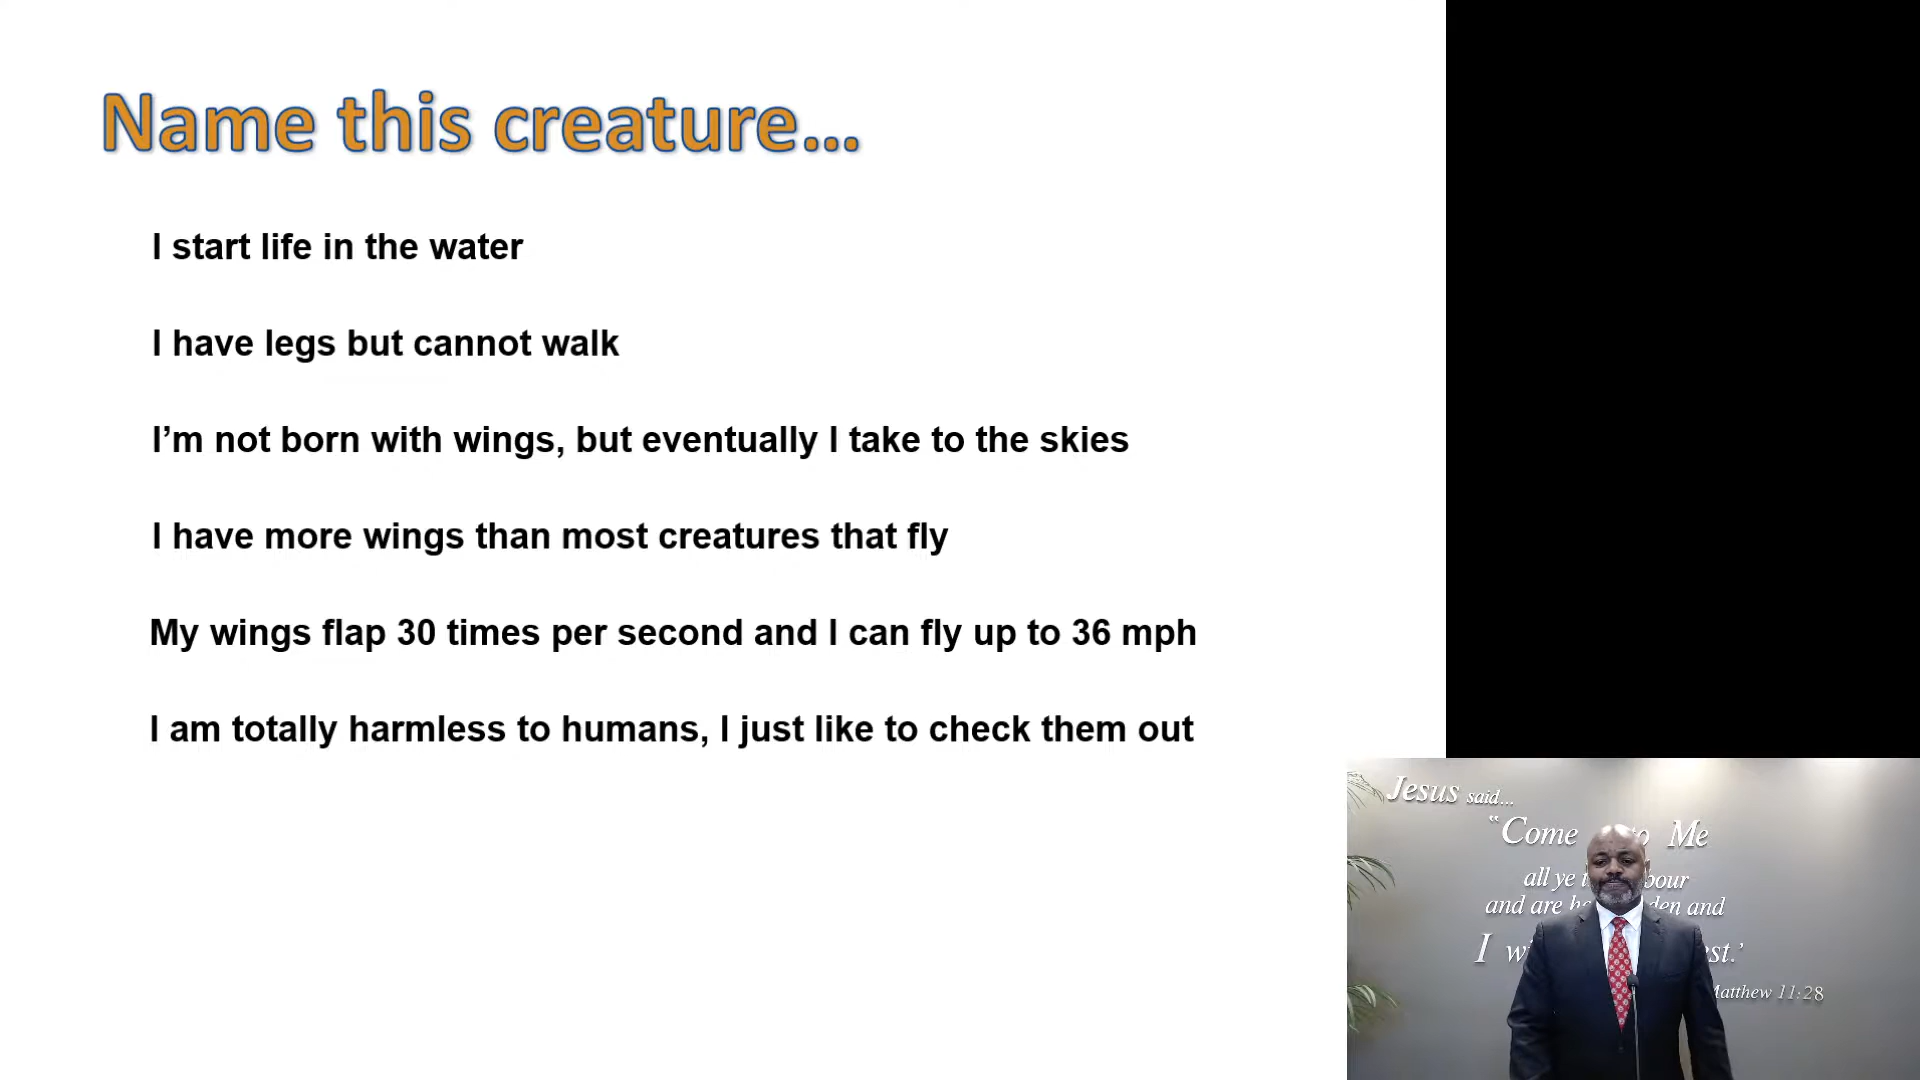 Name this creature…
I start life in the water
I have legs but cannot walk
I’m not born with wings, but eventually I take to the skies
I have more wings than most creatures that fly
My wings flap 30 times per second and I can fly up to 36 mph
I am totally harmless to humans, I just like to check them out
Jesus said...
“Come Me
all ye
and are and
I
Matthew 11:28